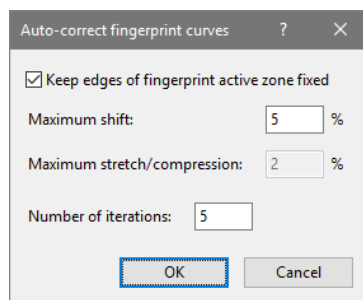 Auto-correct fingerprint curves ?
Keep edges of fingerprint active zone fixed
Maximum shift: 5 %
Maximum stretch/compression: 2 %
Number of iterations: 5
OK Cancel